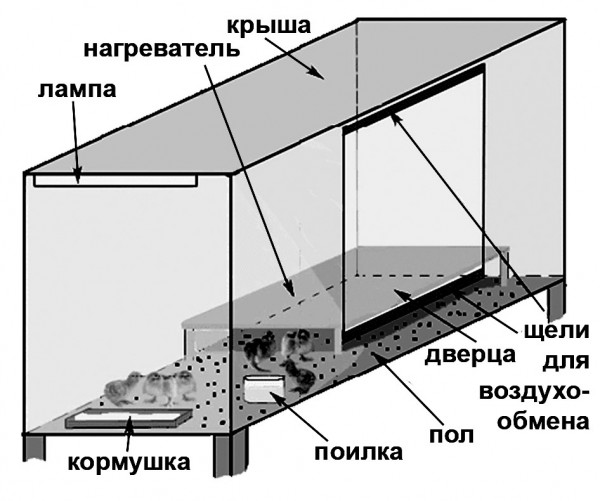 крыша
нагреватель
лампа
щели
для
воздухо-
обмена
дверца
пол
поилка
кормушка